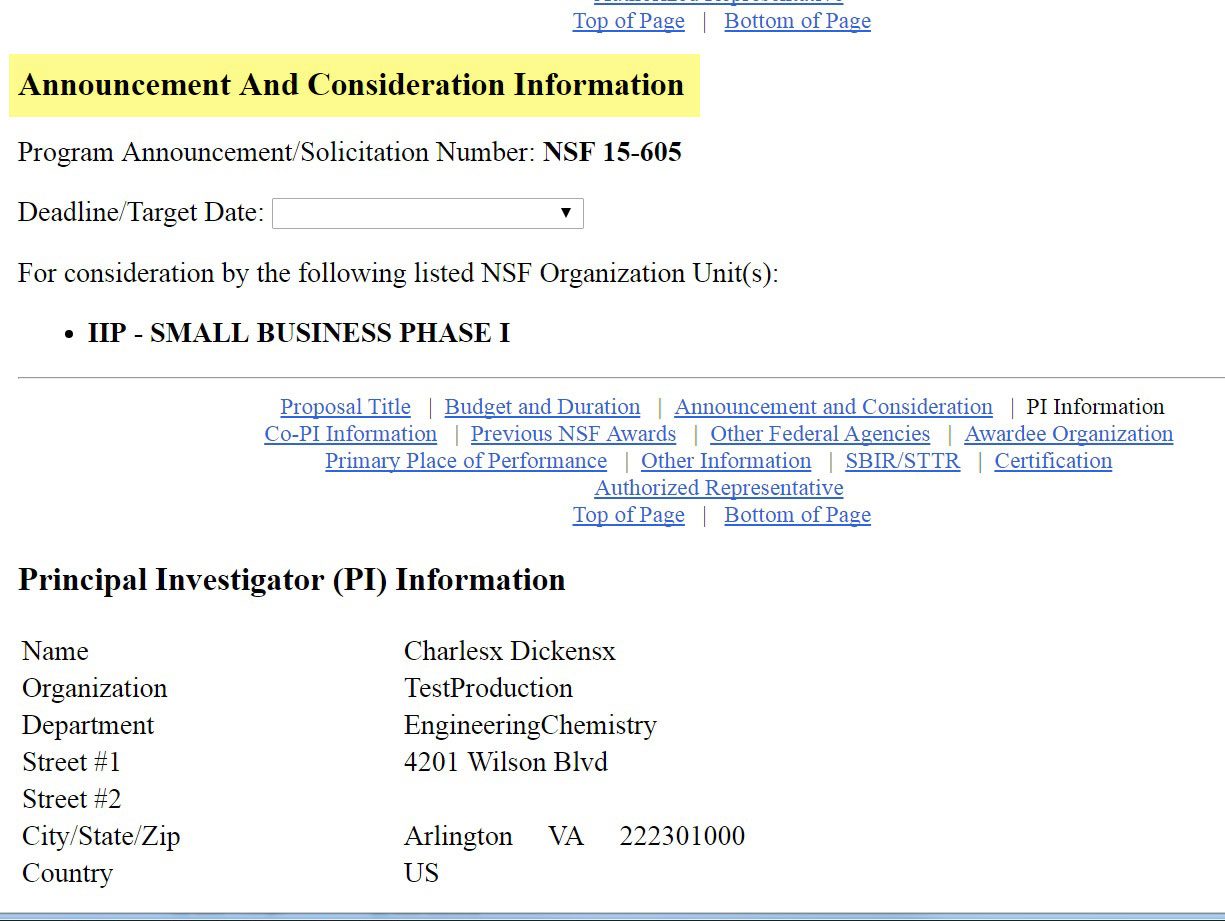 Authorized Representative
Top of Page | Bottom of Page
Announcement And Consideration Information
Program Announcement/Solicitation Number: NSF 15-605
Deadline/Target Date: ▼
For consideration by the following listed NSF Organization Unit(s):
• IIP - SMALL BUSINESS PHASE I
Proposal Title | Budget and Duration | Announcement and Consideration | PI Information
Co-PI Information | Previous NSF Awards | Other Federal Agencies | Awardee Organization
Primary Place of Performance | Other Information | SBIR/STTR | Certification
Authorized Representative
Top of Page | Bottom of Page
Principal Investigator (PI) Information
Name Charlesx Dickensx
Organization TestProduction
Department EngineeringChemistry
Street #1 4201 Wilson Blvd
Street #2
City/State/Zip Arlington VA 222301000
Country US